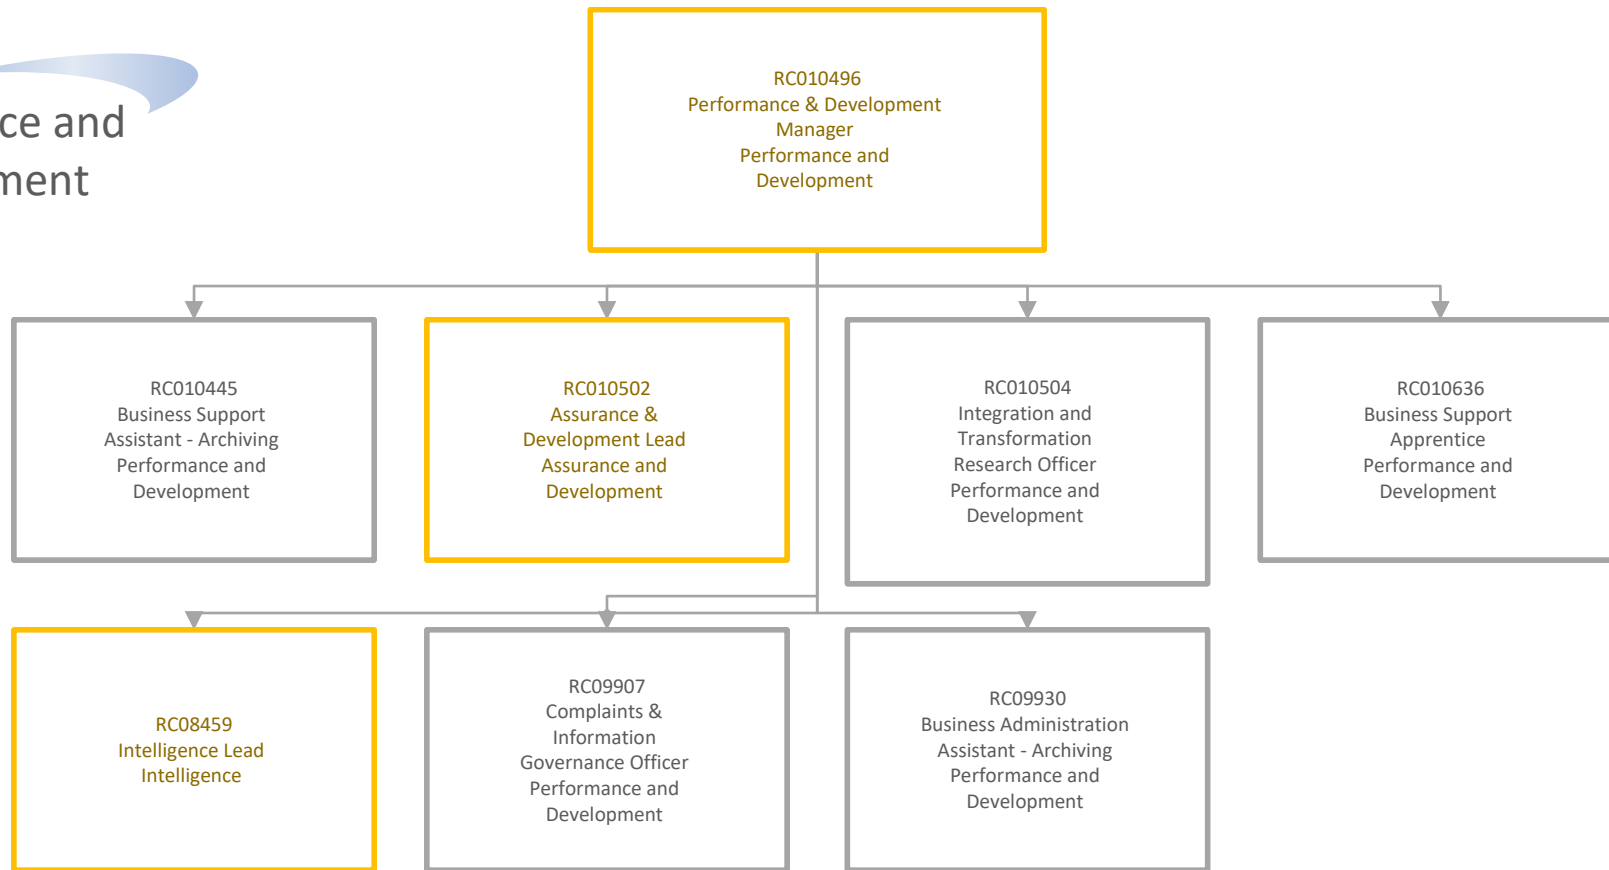 ce and
ment
RC010496
Performance & Development
Manager
Performance and
Development
RC010445
Business Support
Assistant - Archiving
Performance and
Development
RC010502
Assurance &
Development Lead
Assurance and
Development
RC010504
Integration and
Transformation
Research Officer
Performance and
Development
RC010636
Business Support
Apprentice
Performance and
Development
RC08459
Intelligence Lead
Intelligence
RC09907
Complaints &
Information
Governance Officer
Performance and
Development
RC09930
Business Administration
Assistant - Archiving
Performance and
Development